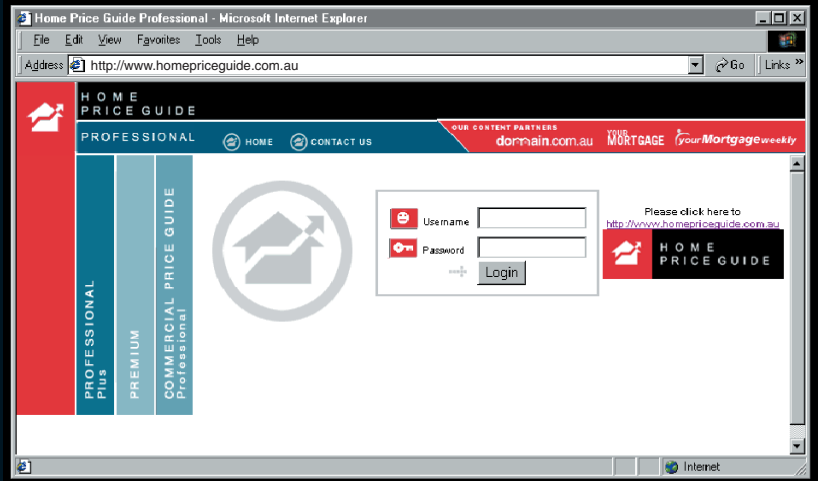 Home Price Guide Professional - Microsoft Internet Explorer
File Edit View Favorites Tools Help
Address http://www.homepriceguide.com.au Go Links »
HOME
PRICE GUIDE
PROFESSIONAL HOME CONTACT US
OUR CONTENT PARTNERS
domain.com.au YOUR MORTGAGE yourMortgageweekly
PROFESSIONAL
Plus
PREMIUM
COMMERCIAL PRICE GUIDE
Professional
Username
Password
Login
Please click here to
http://www.homepriceguide.com.au
HOME
PRICE GUIDE
Internet